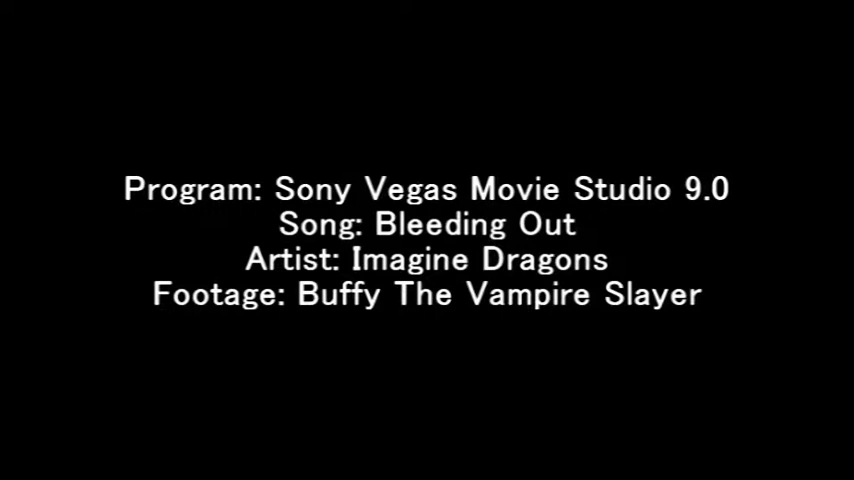 Program: Sony Vegas Movie Studio 9.0
Song: Bleeding Out
Artist: Imagine Dragons
Footage: Buffy The Vampire Slayer